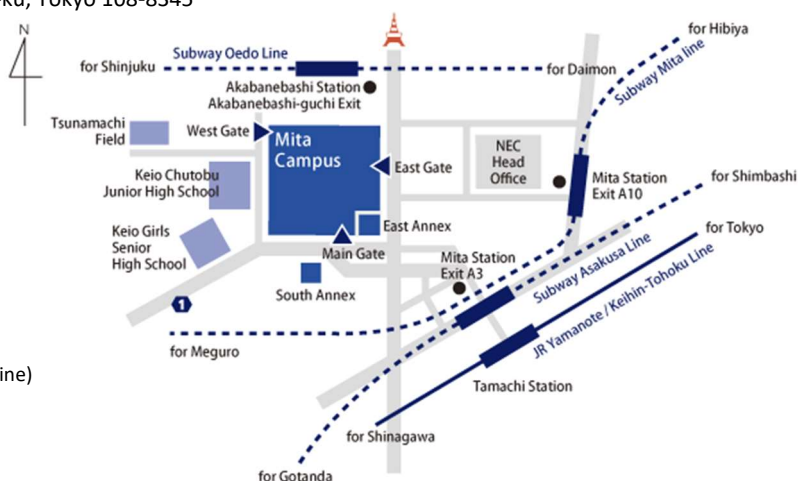 ku, Tokyo 108-8345
N
for Hibiya
Subway Oedo Line
for Shinjuku
for Daimon
Subway Mita line
Akabanebashi Station
Akabanebashi-guchi Exit
Tsunamachi
Field
West Gate
Mita
Campus
NEC
Head
Office
East Gate
Keio Chutobu
Junior High School
Mita Station
Exit A10
for Shimbashi
Keio Girls
Senior
High School
East Annex
for Tokyo
Main Gate
Mita Station
Exit A3
Subway Asakusa Line
South Annex
1
JR Yamanote / Keihin-Tohoku Line
for Meguro
ine)
Tamachi Station
for Shinagawa
for Gotanda